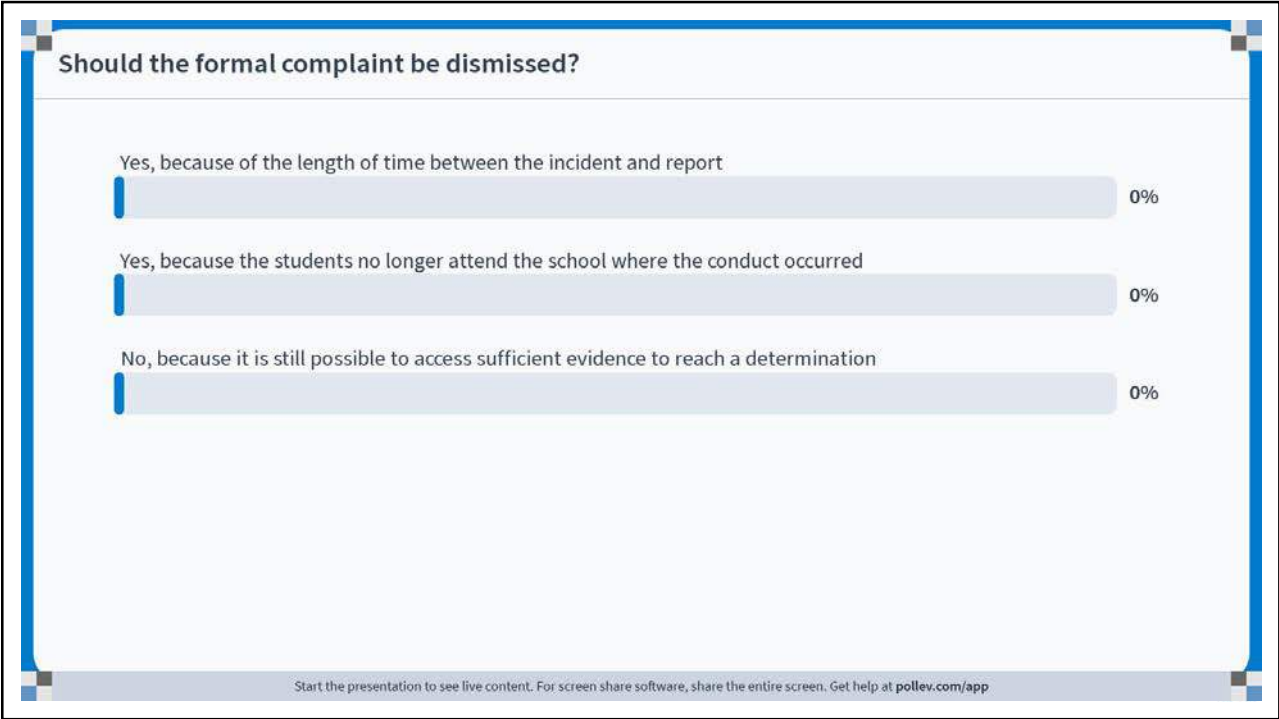 Should the formal complaint be dismissed?
Yes, because of the length of time between the incident and report
0%
Yes, because the students no longer attend the school where the conduct occurred
0%
No, because it is still possible to access sufficient evidence to reach a determination
0%
Start the presentation to see live content. For screen share software, share the entire screen. Get help at pollev.com/app